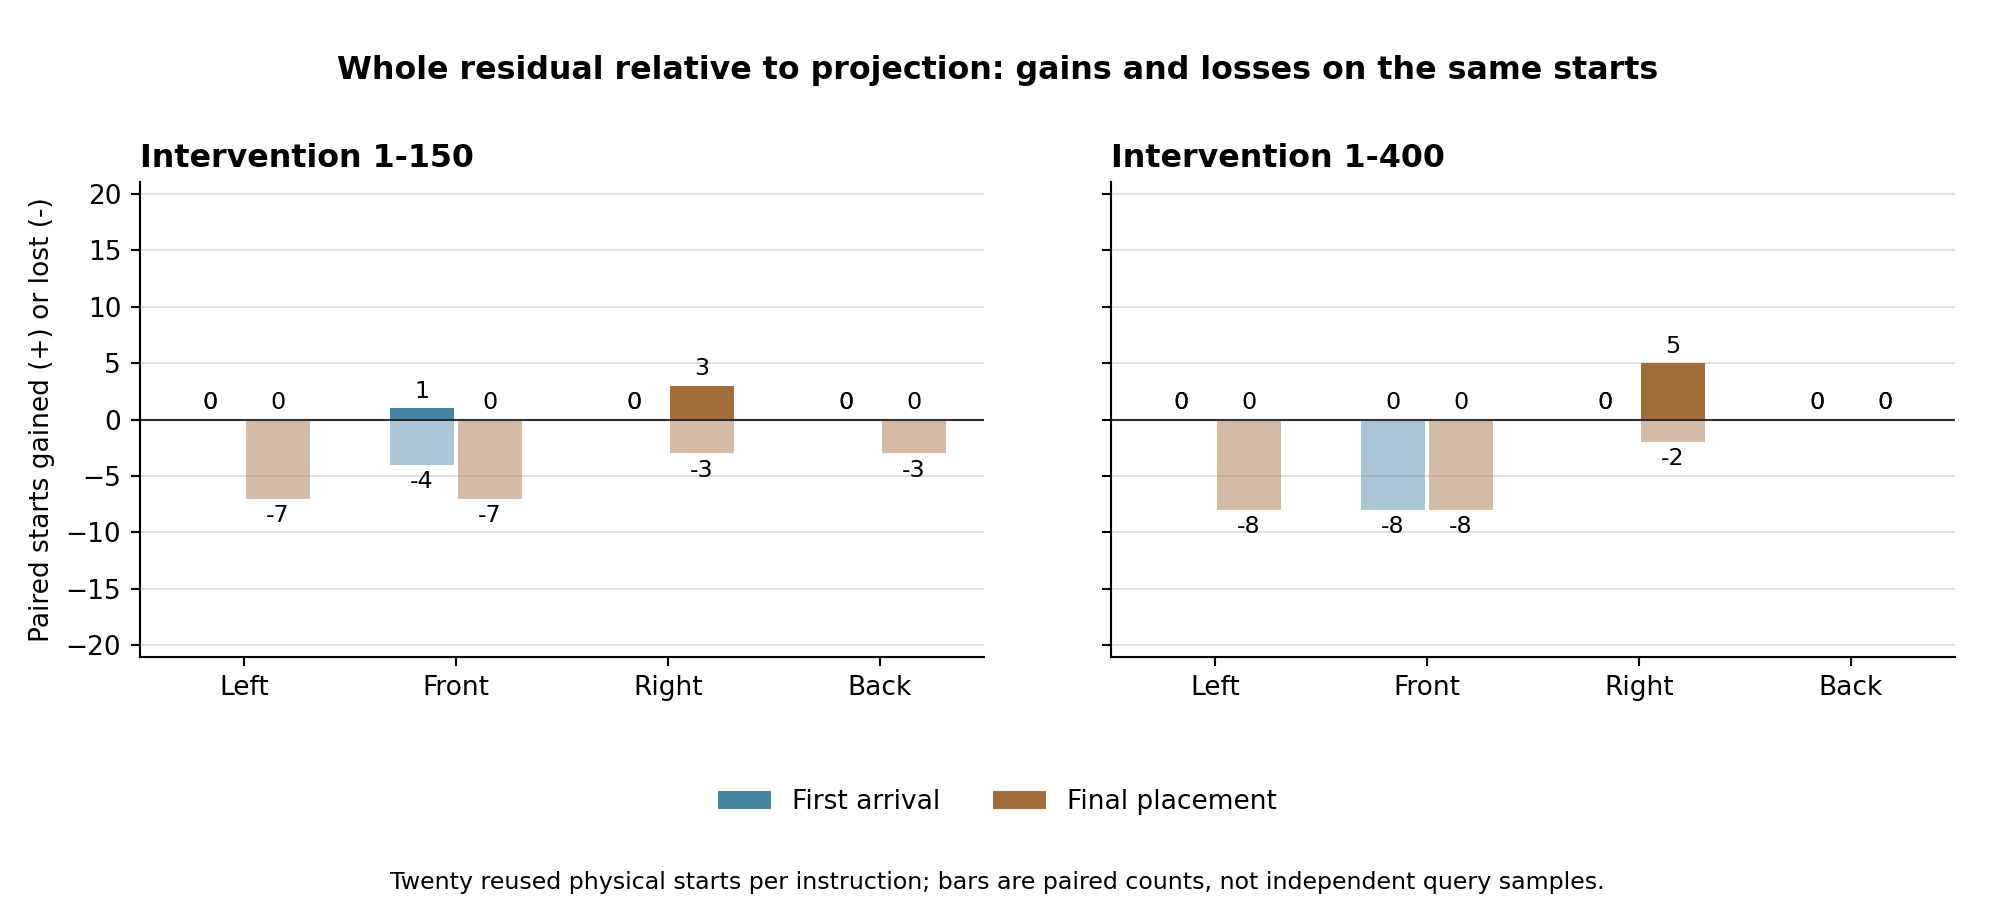 Whole residual relative to projection: gains and losses on the same starts
Intervention 1-150
Intervention 1-400
Paired starts gained (+) or lost (-)
20
15
10
5
0
−5
−10
−15
−20
0 0 1 0 0 3 0 0
-7 -4 -7 -3 -3
0 0 0 0 0 5 0 0
-8 -8 -8 -2
Left Front Right Back
Left Front Right Back
First arrival Final placement
Twenty reused physical starts per instruction; bars are paired counts, not independent query samples.